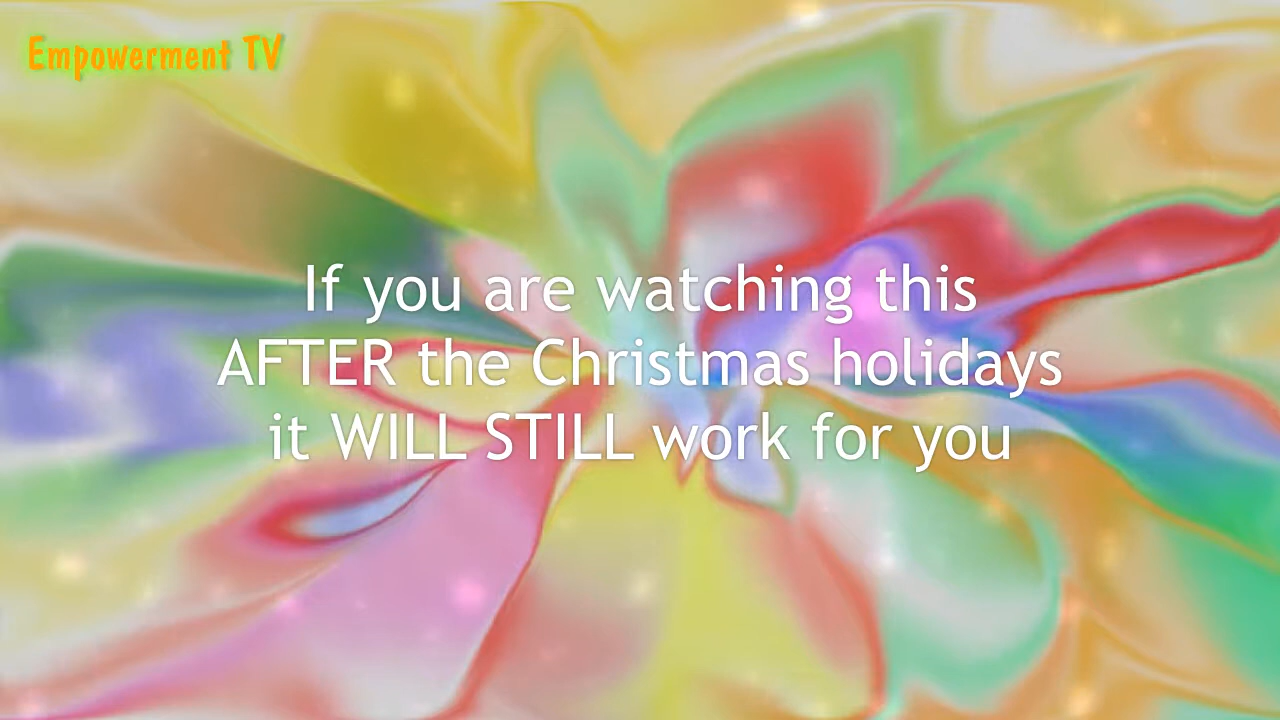 Empowerment TV
If you are watching this
AFTER the Christmas holidays
it WILL STILL work for you